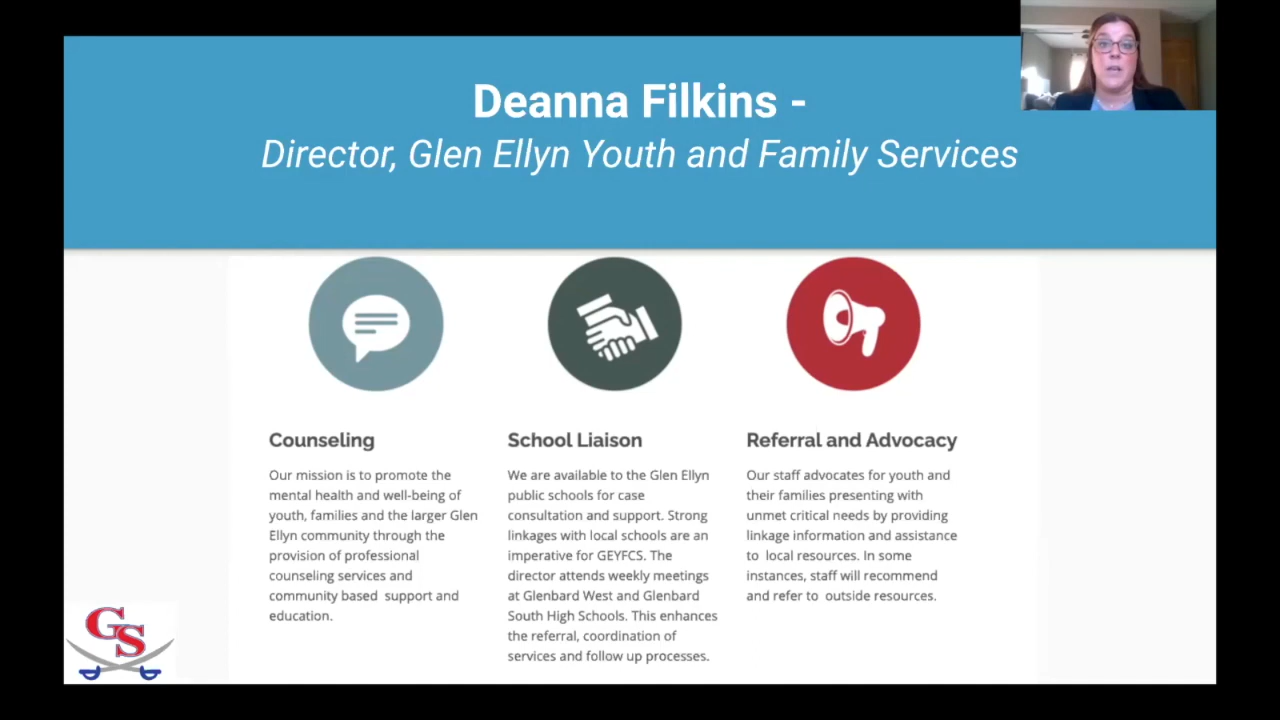 Deanna Filkins -
Director, Glen Ellyn Youth and Family Services
Counseling
Our mission is to promote the
mental health and well-being of
youth, families and the larger Glen
Ellyn community through the
provision of professional
counseling services and
community based support and
education.
School Liaison
We are available to the Glen Ellyn
public schools for case
consultation and support. Strong
linkages with local schools are an
imperative for GEYFCS. The
director attends weekly meetings
at Glenbard West and Glenbard
South High Schools. This enhances
the referral, coordination of
services and follow up processes.
Referral and Advocacy
Our staff advocates for youth and
their families presenting with
unmet critical needs by providing
linkage information and assistance
to local resources. In some
instances, staff will recommend
and refer to outside resources.
GS